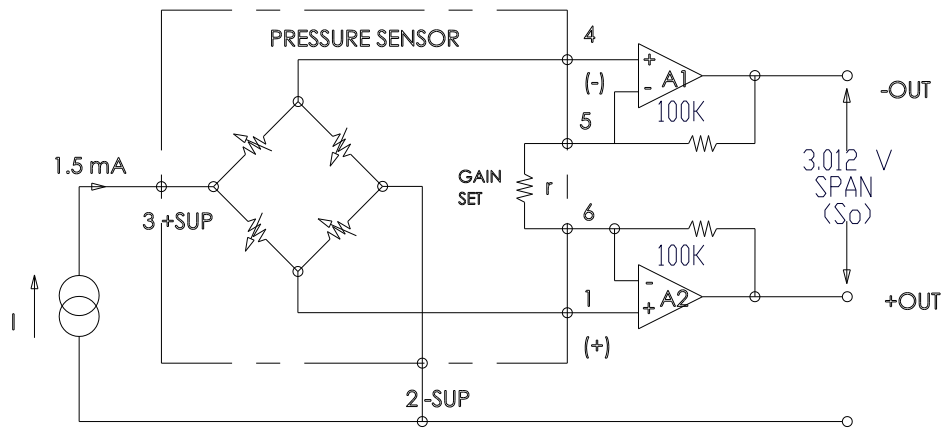 PRESSURE SENSOR
4
+
A1
-
(-)
100K
-OUT
5
1.5 mA
GAIN
SET
r
3.012 V
SPAN
(So)
3 +SUP
6
100K
-
A2
+
1
+OUT
I
(+)
2 -SUP